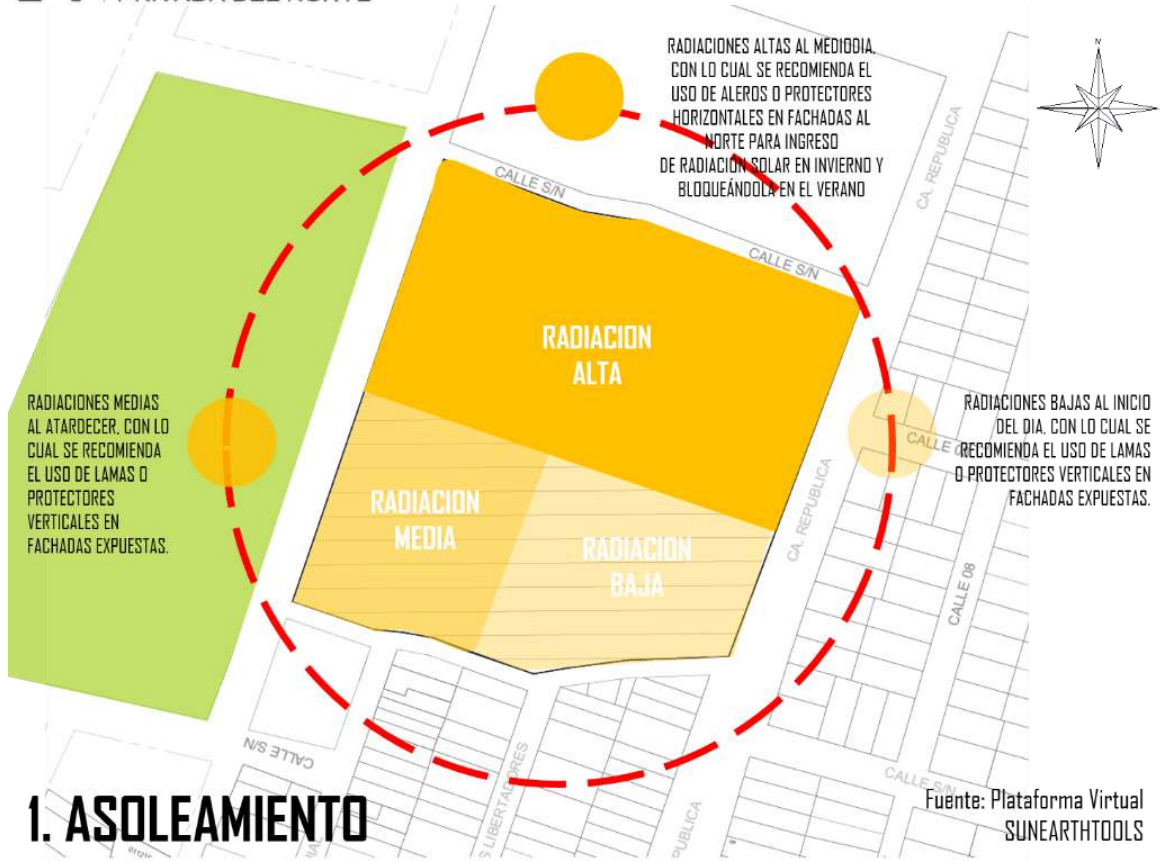 RADIACIONES ALTAS AL MEDIODIA,
CON LO CUAL SE RECOMIENDA EL
USO DE ALEROS O PROTECTORES
HORIZONTALES EN FACHADAS AL
NORTE PARA INGRESO
DE RADIACIÓN SOLAR EN INVIERNO Y
BLOQUEÁNDOLA EN EL VERANO
N
CALLE S/N
CALLE S/N
CA. REPUBLICA
RADIACION
ALTA
RADIACIONES MEDIAS
AL ATARDECER, CON LO
CUAL SE RECOMIENDA
EL USO DE LAMAS O
PROTECTORES
VERTICALES EN
FACHADAS EXPUESTAS.
RADIACIONES BAJAS AL INICIO
DEL DIA, CON LO CUAL SE
RECOMIENDA EL USO DE LAMAS
O PROTECTORES VERTICALES EN
FACHADAS EXPUESTAS.
CALLE
RADIACION
MEDIA
RADIACION
BAJA
CA. REPUBLICA
CALLE 08
CALLE S/N
S LIBERTADORES
PUBLICA
CALLE S/N
1. ASOLEAMIENTO
Fuente: Plataforma Virtual
SUNEARTHTOOLS